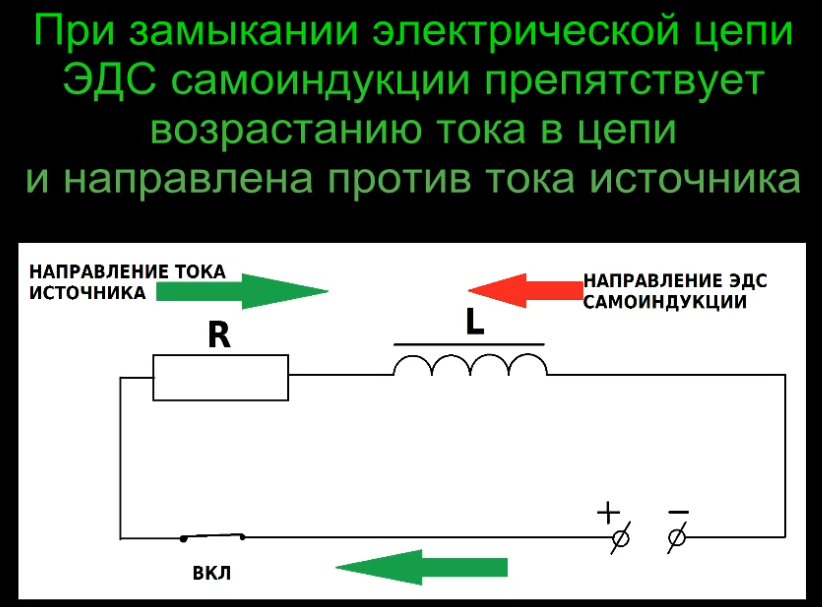 При замыкании электрической цепи
ЭДС самоиндукции препятствует
возрастанию тока в цепи
и направлена против тока источника
НАПРАВЛЕНИЕ ТОКА
ИСТОЧНИКА
НАПРАВЛЕНИЕ ЭДС
САМОИНДУКЦИИ
R
L
+ −
ВКЛ